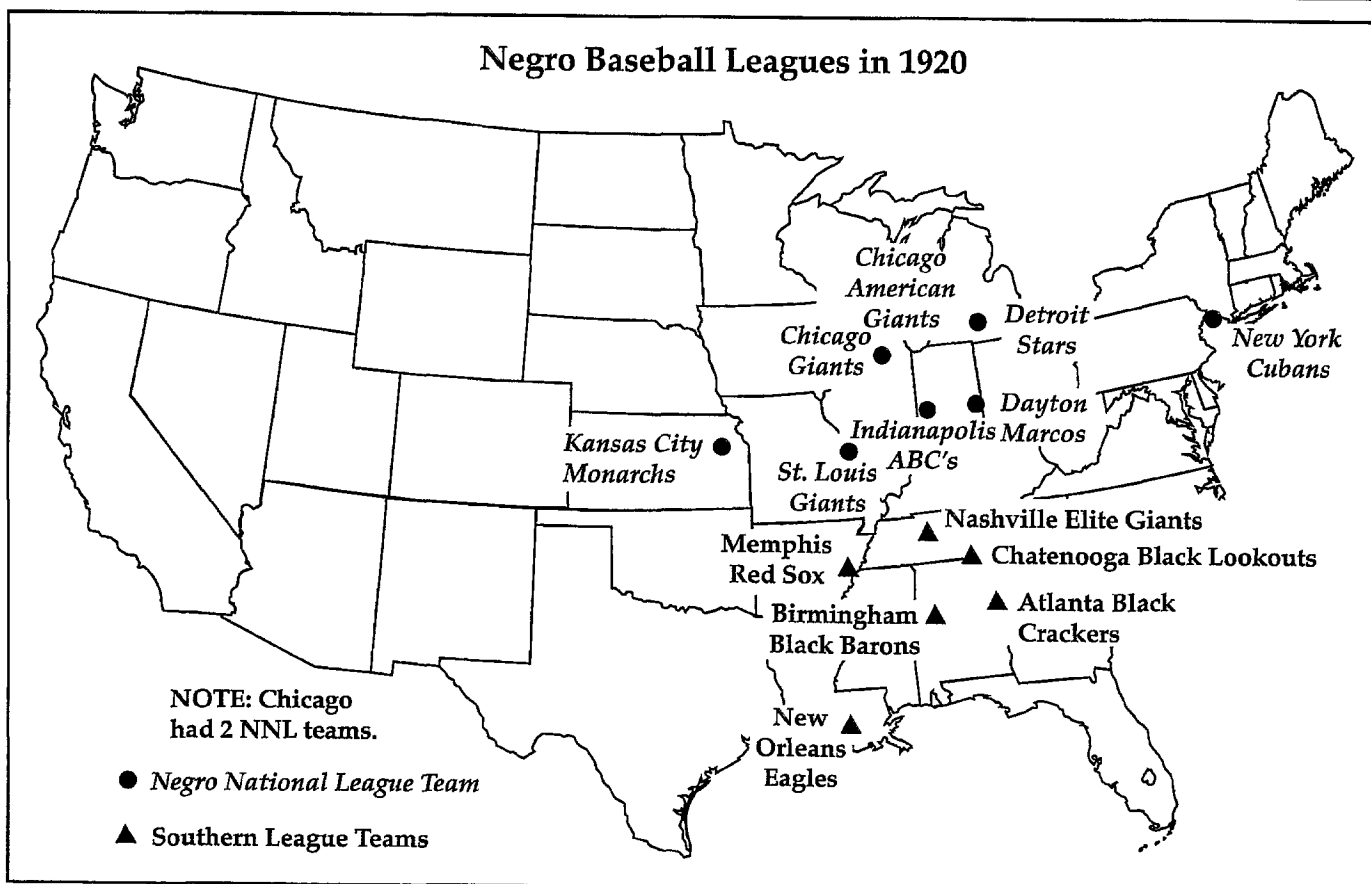 Negro Baseball Leagues in 1920
Chicago
American
Giants
Detroit
Stars
New York
Cubans
Chicago
Giants
Dayton
Marcos
Indianapolis
ABC's
Kansas City
Monarchs
St. Louis
Giants
Nashville Elite Giants
Memphis
Red Sox
Chatenooga Black Lookouts
Birmingham
Black Barons
Atlanta Black
Crackers
New
Orleans
Eagles
NOTE: Chicago
had 2 NNL teams.
Negro National League Team
Southern League Teams